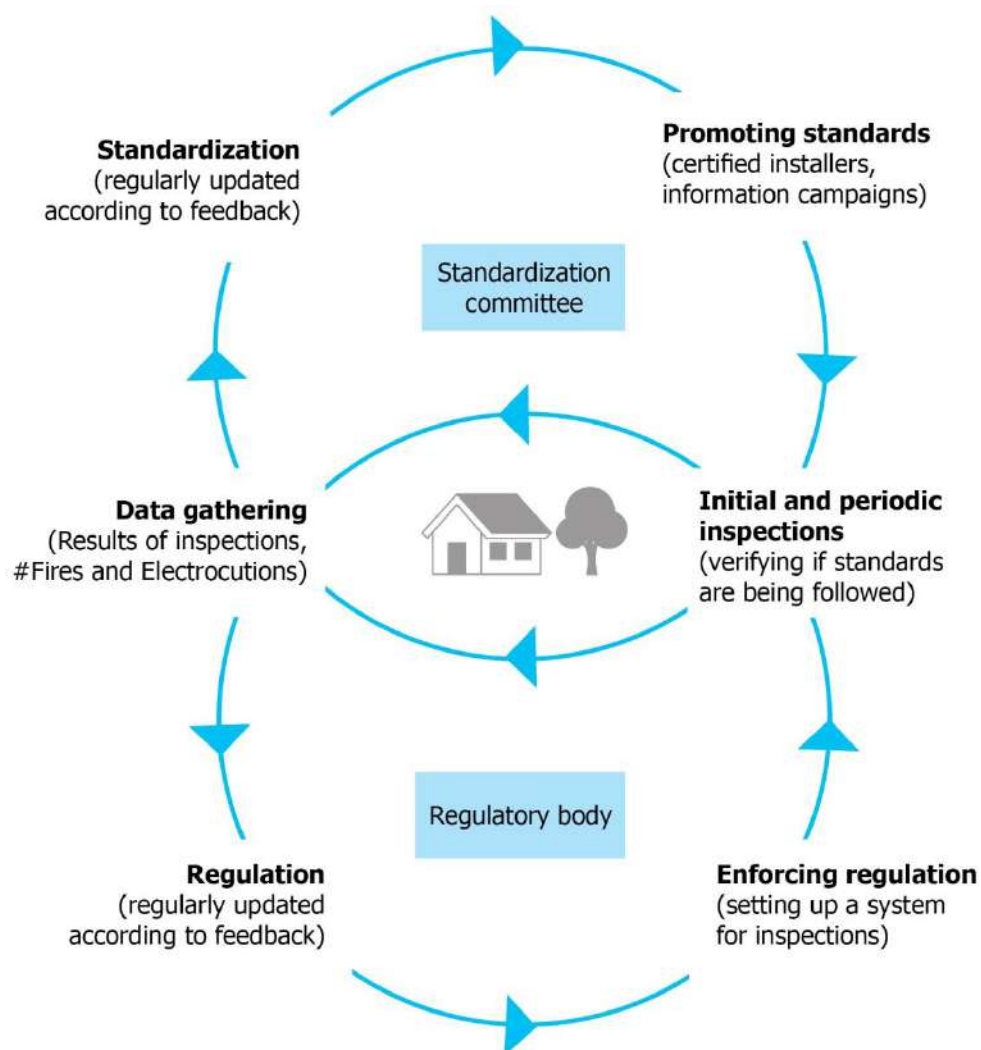 Standardization
(regularly updated
according to feedback)
Promoting standards
(certified installers,
information campaigns)
Standardization
committee
Data gathering
(Results of inspections,
#Fires and Electrocutions)
Initial and periodic
inspections
(verifying if standards
are being followed)
Regulatory body
Regulation
(regularly updated
according to feedback)
Enforcing regulation
(setting up a system
for inspections)